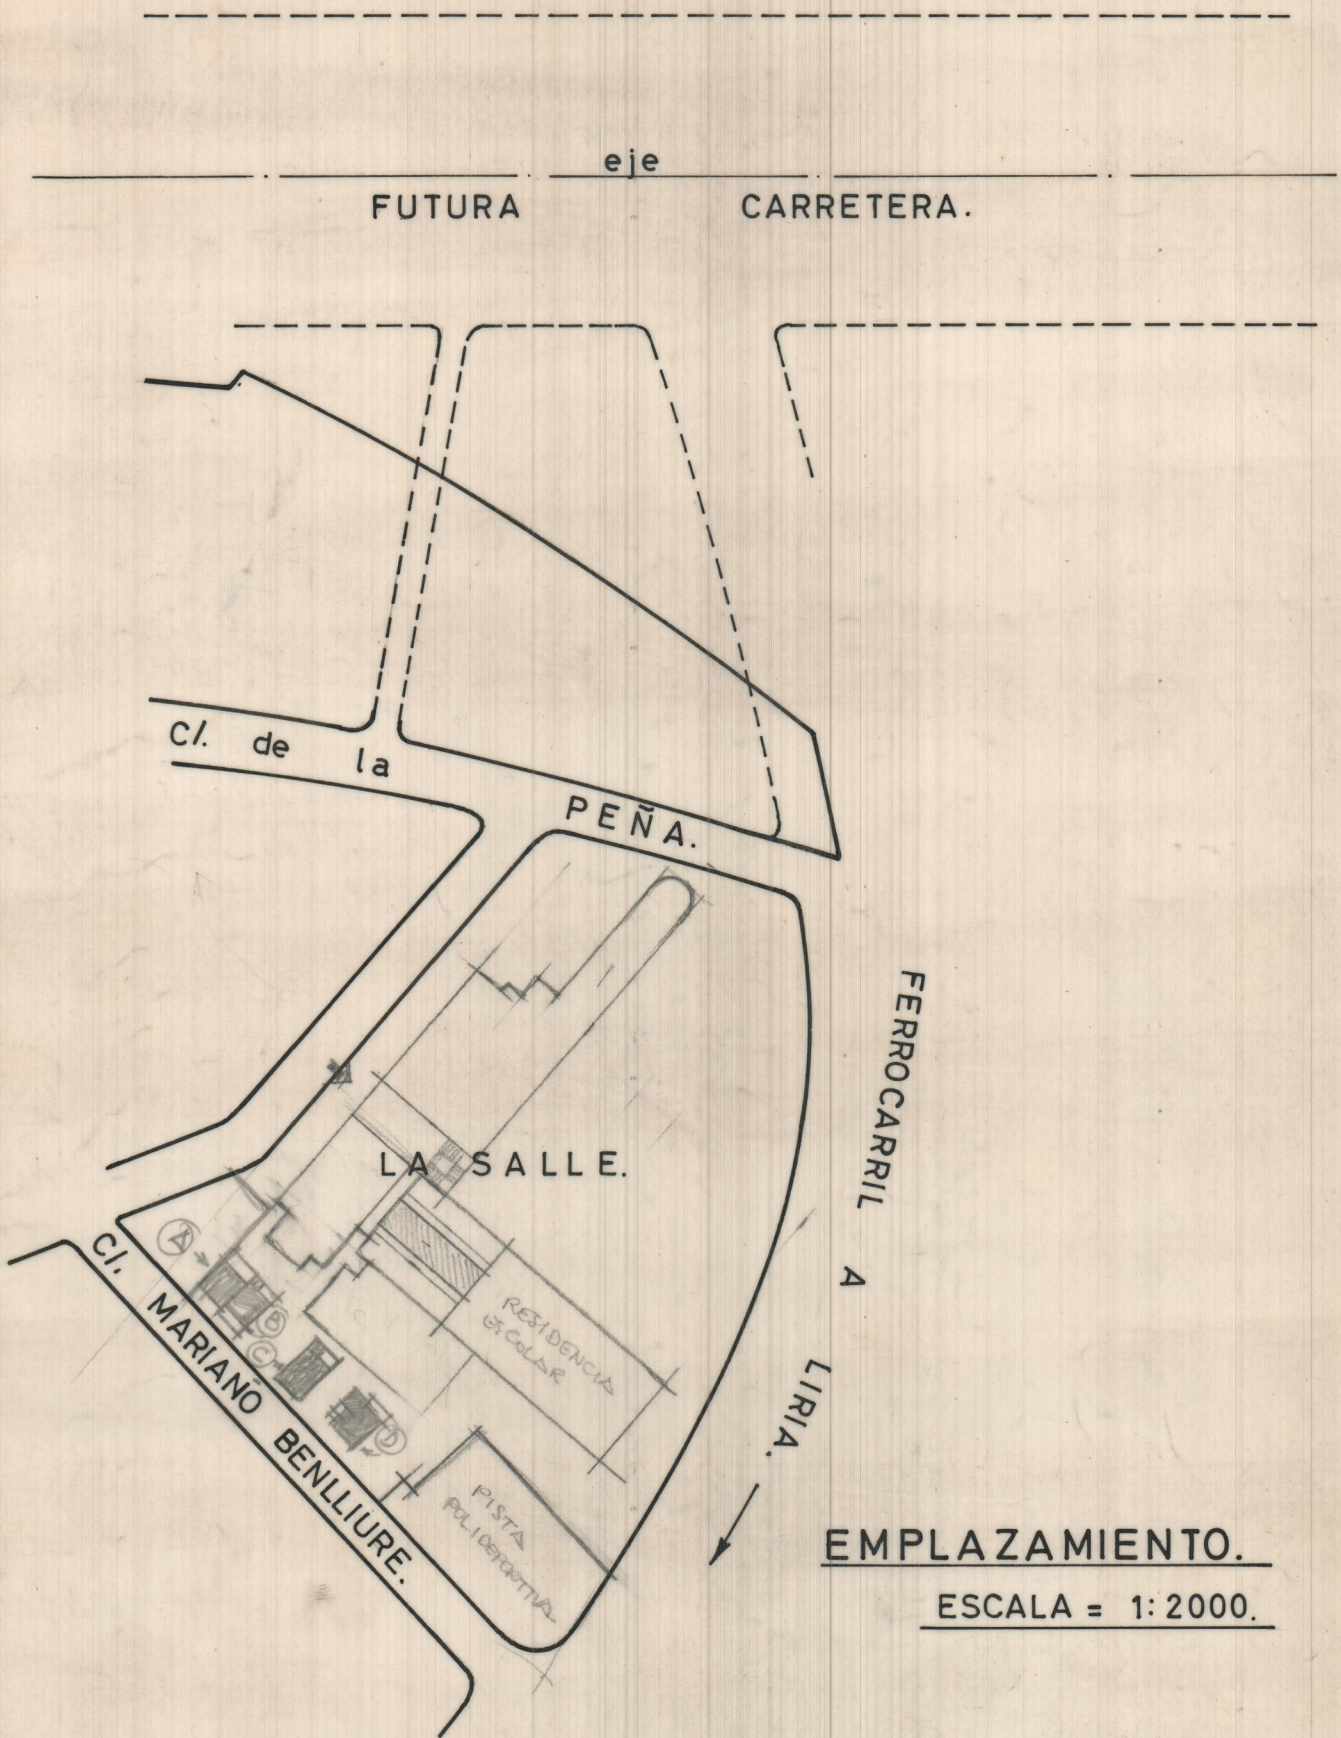 eje
FUTURA CARRETERA.
C/. de la PEÑA.
FERROCARRIL A LIRIA.
LA SALLE.
A
C/. MARIANO BENLLIURE.
B
C
D
RESIDENCIA
ESCOLAR
PISTA
POLIDEPORTIVA
EMPLAZAMIENTO.
ESCALA = 1:2000.